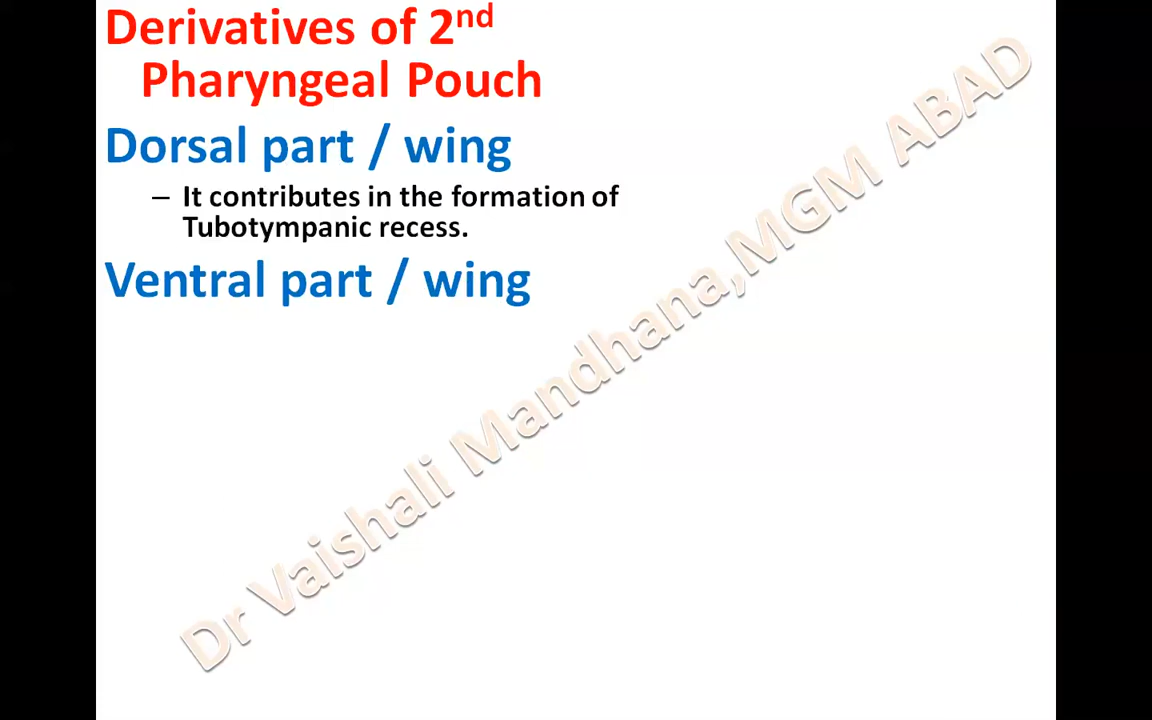 Derivatives of 2nd
Pharyngeal Pouch
Dorsal part / wing
– It contributes in the formation of
Tubotympanic recess.
Ventral part / wing
Dr Vaishali Mandhana,MGM ABAD